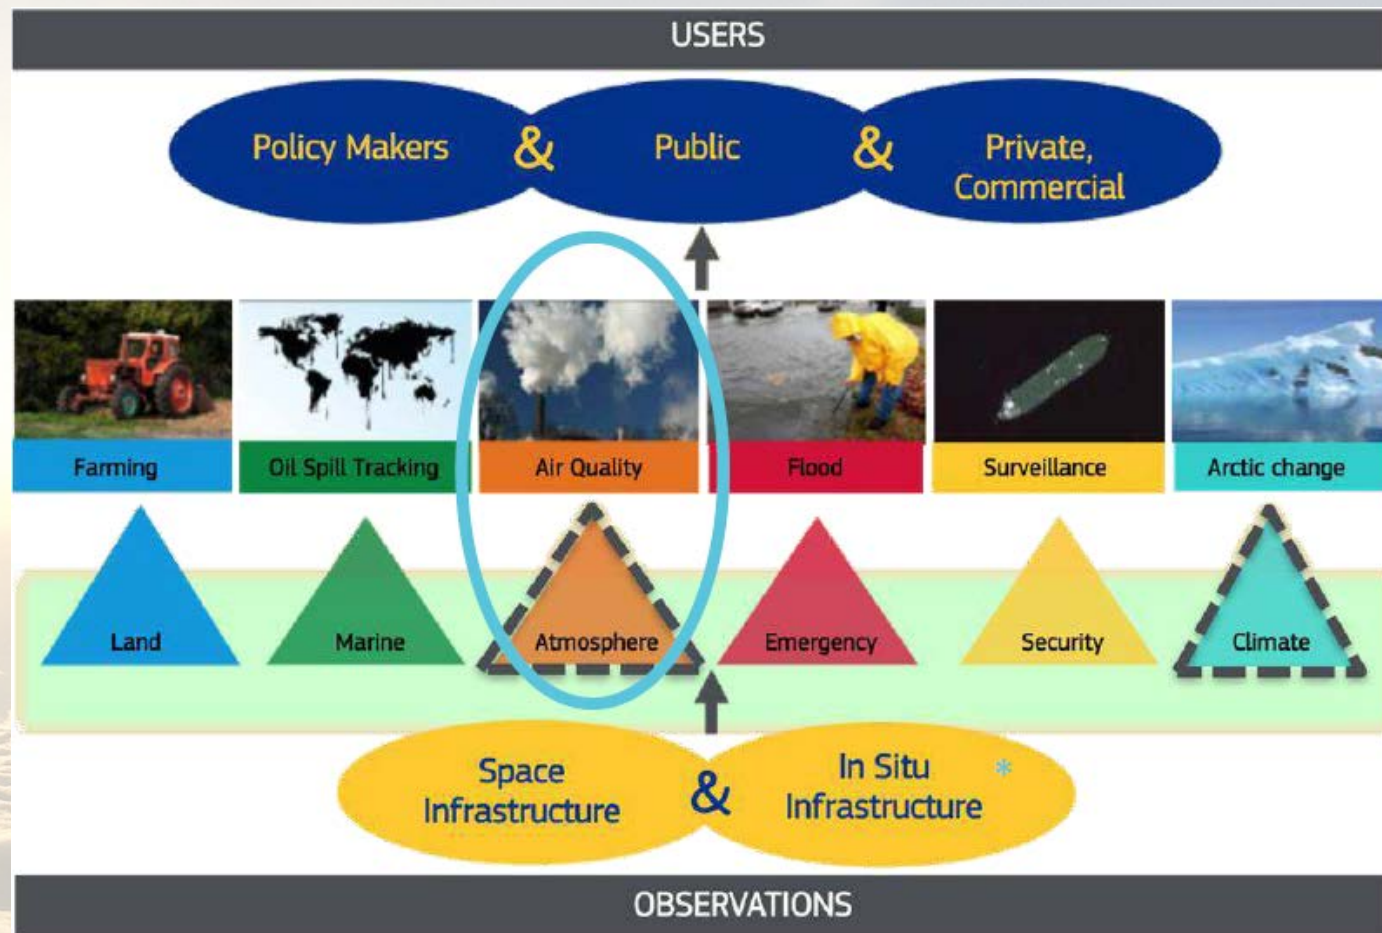 USERS
Policy Makers & Public & Private,
Commercial
Farming
Oil Spill Tracking
Air Quality
Flood
Surveillance
Arctic change
Land
Marine
Atmosphere
Emergency
Security
Climate
Space
Infrastructure
&
In Situ *
Infrastructure
OBSERVATIONS